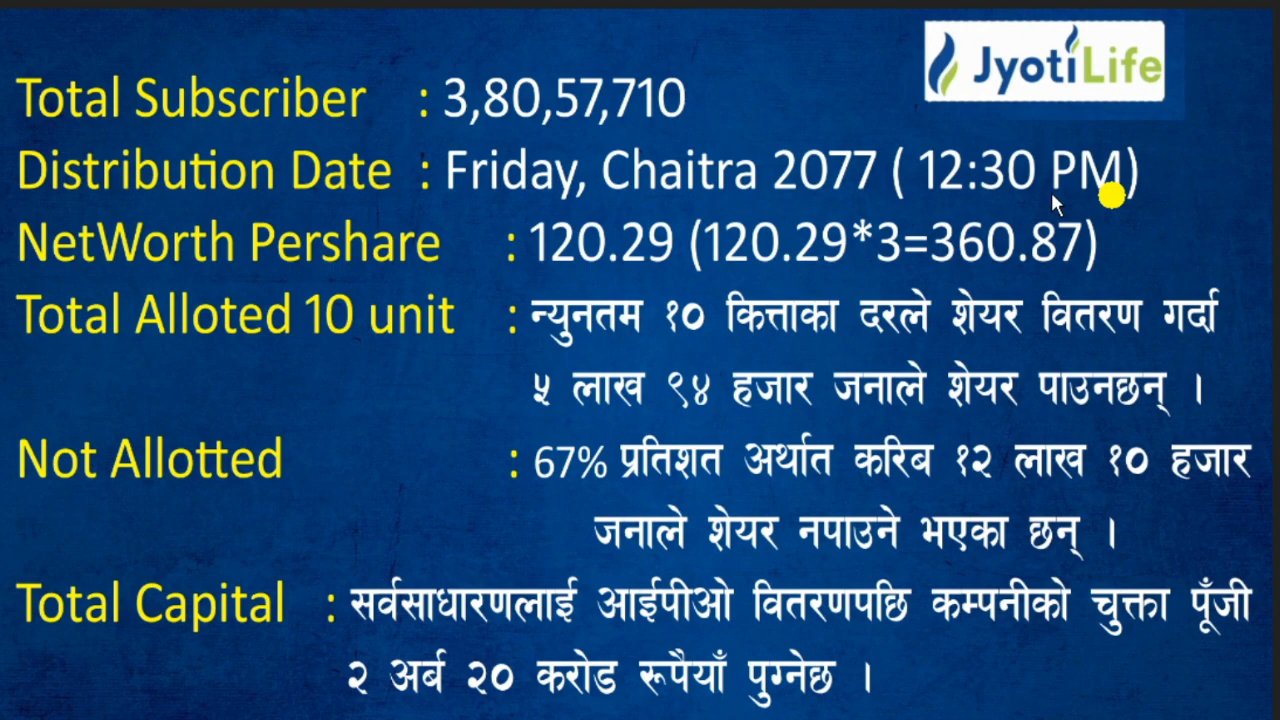 JyotiLife
Total Subscriber : 3,80,57,710
Distribution Date : Friday, Chaitra 2077 ( 12:30 PM)
NetWorth Pershare : 120.29 (120.29*3=360.87)
Total Alloted 10 unit : न्युनतम १० कित्ताका दरले शेयर वितरण गर्दा
५ लाख ९४ हजार जनाले शेयर पाउनछन् ।
Not Allotted : 67% प्रतिशत अर्थात करिब १२ लाख १० हजार
जनाले शेयर नपाउने भएका छन् ।
Total Capital : सर्वसाधारणलाई आईपीओ वितरणपछि कम्पनीको चुक्ता पूँजी
२ अर्ब २० करोड रूपैयाँ पुग्नेछ ।